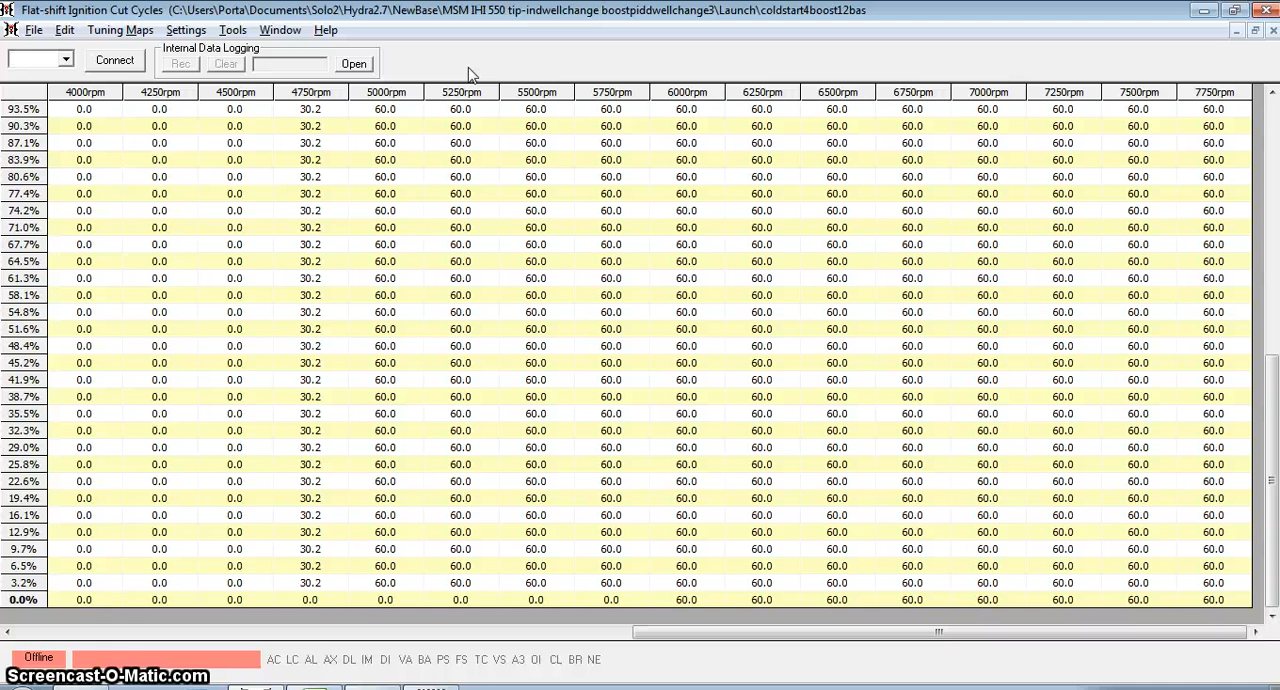 Flat-shift Ignition Cut Cycles (C:\Users\Porta\Documents\Solo2\Hydra2.7\NewBase\MSM IHI 550 tip-indwellchange boostpiddwellchange3\Launch\coldstart4boost12bas
File Edit Tuning Maps Settings Tools Window Help
Internal Data Logging
Connect Rec Clear Open
4000rpm 4250rpm 4500rpm 4750rpm 5000rpm 5250rpm 5500rpm 5750rpm 6000rpm 6250rpm 6500rpm 6750rpm 7000rpm 7250rpm 7500rpm 7750rpm
93.5% 0.0 0.0 0.0 30.2 60.0 60.0 60.0 60.0 60.0 60.0 60.0 60.0 60.0 60.0 60.0 60.0
90.3% 0.0 0.0 0.0 30.2 60.0 60.0 60.0 60.0 60.0 60.0 60.0 60.0 60.0 60.0 60.0 60.0
87.1% 0.0 0.0 0.0 30.2 60.0 60.0 60.0 60.0 60.0 60.0 60.0 60.0 60.0 60.0 60.0 60.0
83.9% 0.0 0.0 0.0 30.2 60.0 60.0 60.0 60.0 60.0 60.0 60.0 60.0 60.0 60.0 60.0 60.0
80.6% 0.0 0.0 0.0 30.2 60.0 60.0 60.0 60.0 60.0 60.0 60.0 60.0 60.0 60.0 60.0 60.0
77.4% 0.0 0.0 0.0 30.2 60.0 60.0 60.0 60.0 60.0 60.0 60.0 60.0 60.0 60.0 60.0 60.0
74.2% 0.0 0.0 0.0 30.2 60.0 60.0 60.0 60.0 60.0 60.0 60.0 60.0 60.0 60.0 60.0 60.0
71.0% 0.0 0.0 0.0 30.2 60.0 60.0 60.0 60.0 60.0 60.0 60.0 60.0 60.0 60.0 60.0 60.0
67.7% 0.0 0.0 0.0 30.2 60.0 60.0 60.0 60.0 60.0 60.0 60.0 60.0 60.0 60.0 60.0 60.0
64.5% 0.0 0.0 0.0 30.2 60.0 60.0 60.0 60.0 60.0 60.0 60.0 60.0 60.0 60.0 60.0 60.0
61.3% 0.0 0.0 0.0 30.2 60.0 60.0 60.0 60.0 60.0 60.0 60.0 60.0 60.0 60.0 60.0 60.0
58.1% 0.0 0.0 0.0 30.2 60.0 60.0 60.0 60.0 60.0 60.0 60.0 60.0 60.0 60.0 60.0 60.0
54.8% 0.0 0.0 0.0 30.2 60.0 60.0 60.0 60.0 60.0 60.0 60.0 60.0 60.0 60.0 60.0 60.0
51.6% 0.0 0.0 0.0 30.2 60.0 60.0 60.0 60.0 60.0 60.0 60.0 60.0 60.0 60.0 60.0 60.0
48.4% 0.0 0.0 0.0 30.2 60.0 60.0 60.0 60.0 60.0 60.0 60.0 60.0 60.0 60.0 60.0 60.0
45.2% 0.0 0.0 0.0 30.2 60.0 60.0 60.0 60.0 60.0 60.0 60.0 60.0 60.0 60.0 60.0 60.0
41.9% 0.0 0.0 0.0 30.2 60.0 60.0 60.0 60.0 60.0 60.0 60.0 60.0 60.0 60.0 60.0 60.0
38.7% 0.0 0.0 0.0 30.2 60.0 60.0 60.0 60.0 60.0 60.0 60.0 60.0 60.0 60.0 60.0 60.0
35.5% 0.0 0.0 0.0 30.2 60.0 60.0 60.0 60.0 60.0 60.0 60.0 60.0 60.0 60.0 60.0 60.0
32.3% 0.0 0.0 0.0 30.2 60.0 60.0 60.0 60.0 60.0 60.0 60.0 60.0 60.0 60.0 60.0 60.0
29.0% 0.0 0.0 0.0 30.2 60.0 60.0 60.0 60.0 60.0 60.0 60.0 60.0 60.0 60.0 60.0 60.0
25.8% 0.0 0.0 0.0 30.2 60.0 60.0 60.0 60.0 60.0 60.0 60.0 60.0 60.0 60.0 60.0 60.0
22.6% 0.0 0.0 0.0 30.2 60.0 60.0 60.0 60.0 60.0 60.0 60.0 60.0 60.0 60.0 60.0 60.0
19.4% 0.0 0.0 0.0 30.2 60.0 60.0 60.0 60.0 60.0 60.0 60.0 60.0 60.0 60.0 60.0 60.0
16.1% 0.0 0.0 0.0 30.2 60.0 60.0 60.0 60.0 60.0 60.0 60.0 60.0 60.0 60.0 60.0 60.0
12.9% 0.0 0.0 0.0 30.2 60.0 60.0 60.0 60.0 60.0 60.0 60.0 60.0 60.0 60.0 60.0 60.0
9.7% 0.0 0.0 0.0 30.2 60.0 60.0 60.0 60.0 60.0 60.0 60.0 60.0 60.0 60.0 60.0 60.0
6.5% 0.0 0.0 0.0 30.2 60.0 60.0 60.0 60.0 60.0 60.0 60.0 60.0 60.0 60.0 60.0 60.0
3.2% 0.0 0.0 0.0 30.2 60.0 60.0 60.0 60.0 60.0 60.0 60.0 60.0 60.0 60.0 60.0 60.0
0.0% 0.0 0.0 0.0 0.0 0.0 0.0 0.0 0.0 60.0 60.0 60.0 60.0 60.0 60.0 60.0 60.0
Offline AC LC AL AX DL IM DI VA BA PS FS TC VS A3 OI CL BR NE
Screencast-O-Matic.com